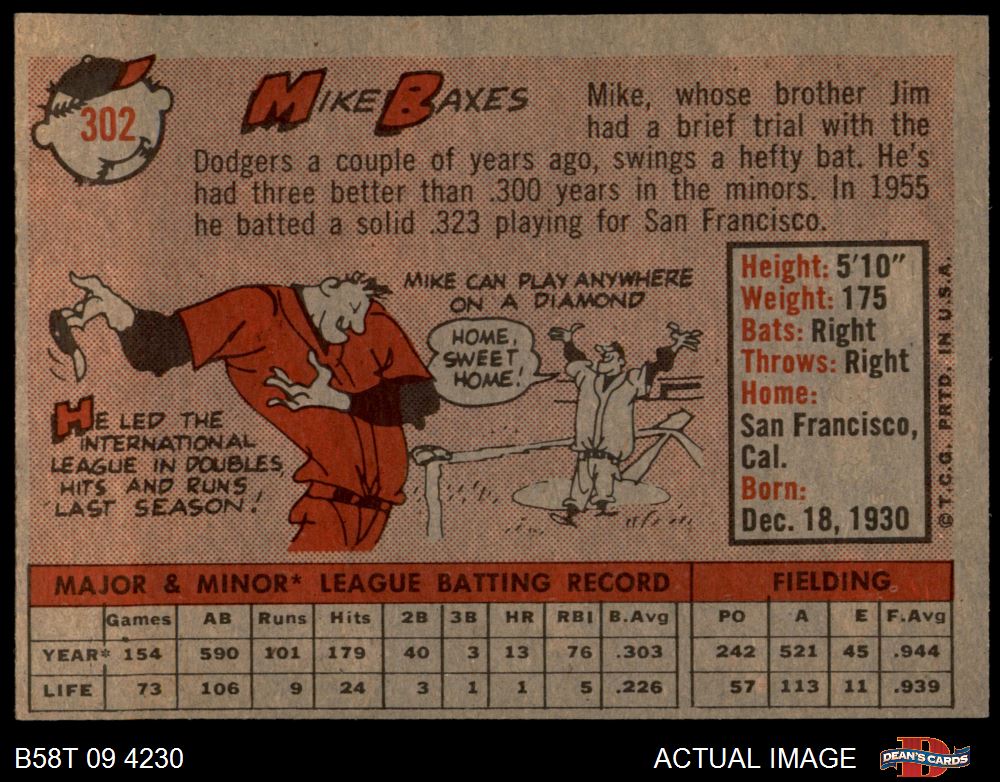 302
MIKE BAXES
Mike, whose brother Jim
had a brief trial with the
Dodgers a couple of years ago, swings a hefty bat. He's
had three better than .300 years in the minors. In 1955
he batted a solid .323 playing for San Francisco.
MIKE CAN PLAY ANYWHERE
ON A DIAMOND
HOME,
SWEET
HOME!
HE LED THE
INTERNATIONAL
LEAGUE IN DOUBLES,
HITS AND RUNS
LAST SEASON!
Height: 5'10"
Weight: 175
Bats: Right
Throws: Right
Home:
San Francisco,
Cal.
Born:
Dec. 18, 1930
© T.C.G. PRTD. IN U.S.A.
MAJOR & MINOR* LEAGUE BATTING RECORD FIELDING
Games AB Runs Hits 2B 3B HR RBI B.Avg PO A E F.Avg
YEAR* 154 590 101 179 40 3 13 76 .303 242 521 45 .944
LIFE 73 106 9 24 3 1 1 5 .226 57 113 11 .939
B58T 09 4230
ACTUAL IMAGE
D
DEAN'S CARDS